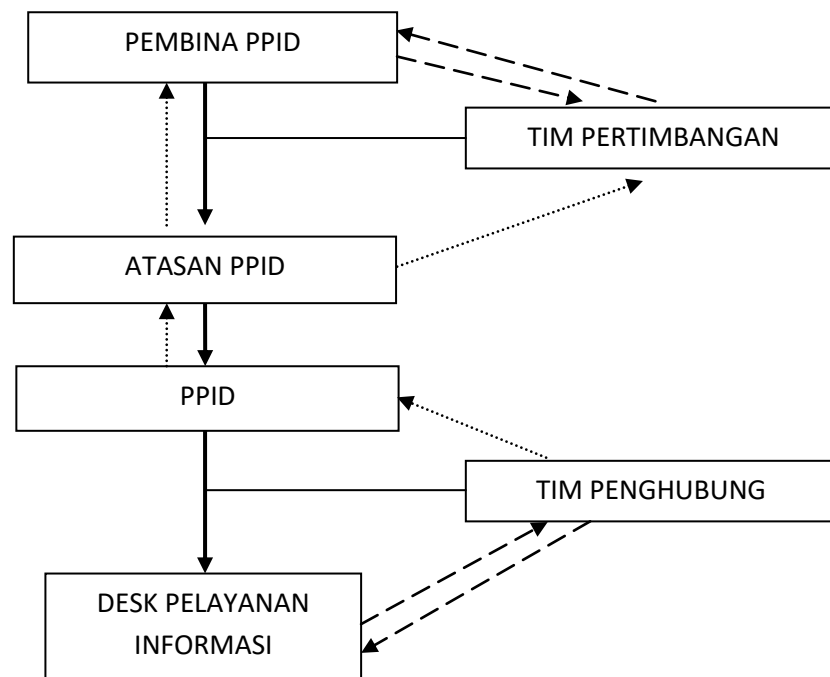 PEMBINA PPID
TIM PERTIMBANGAN
ATASAN PPID
PPID
TIM PENGHUBUNG
DESK PELAYANAN
INFORMASI